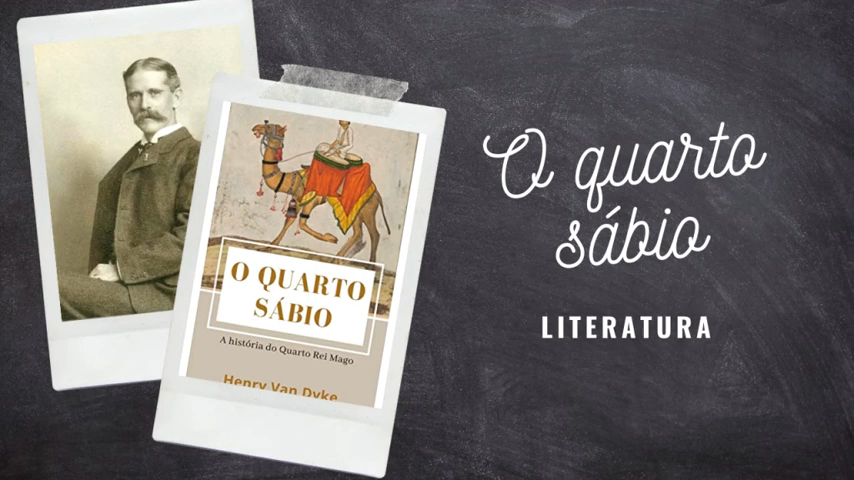 O QUARTO
SÁBIO
A história do Quarto Rei Mago
Henry Van Dyke
O quarto
sábio
LITERATURA